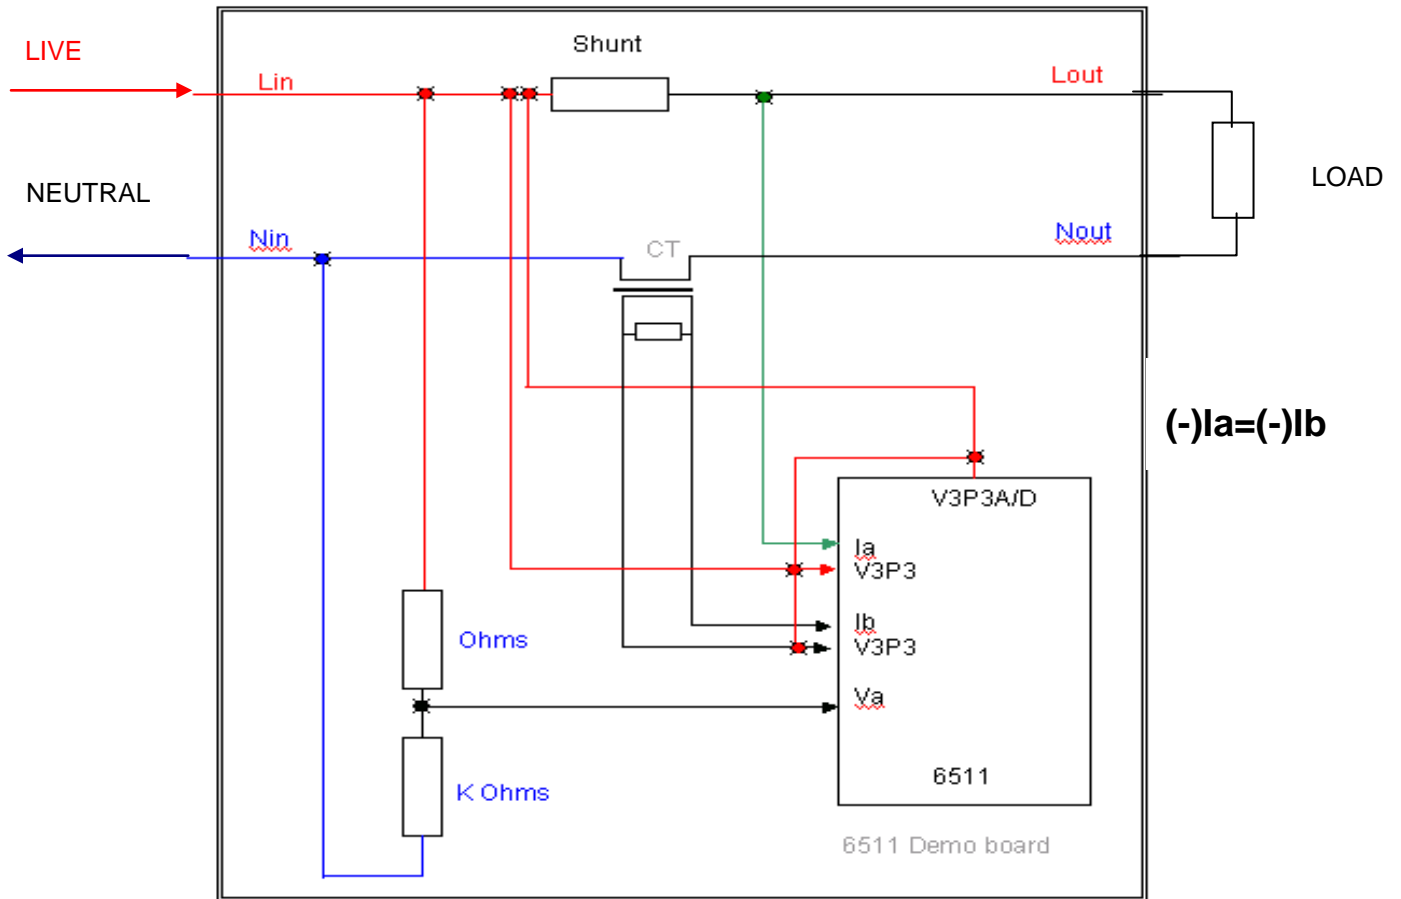 Shunt
LIVE
Lin
Lout
NEUTRAL
LOAD
Nin
CT
Nout
(-)Ia=(-)Ib
V3P3A/D
Ia
V3P3
Ib
V3P3
Ohms
Va
6511
K Ohms
6511 Demo board